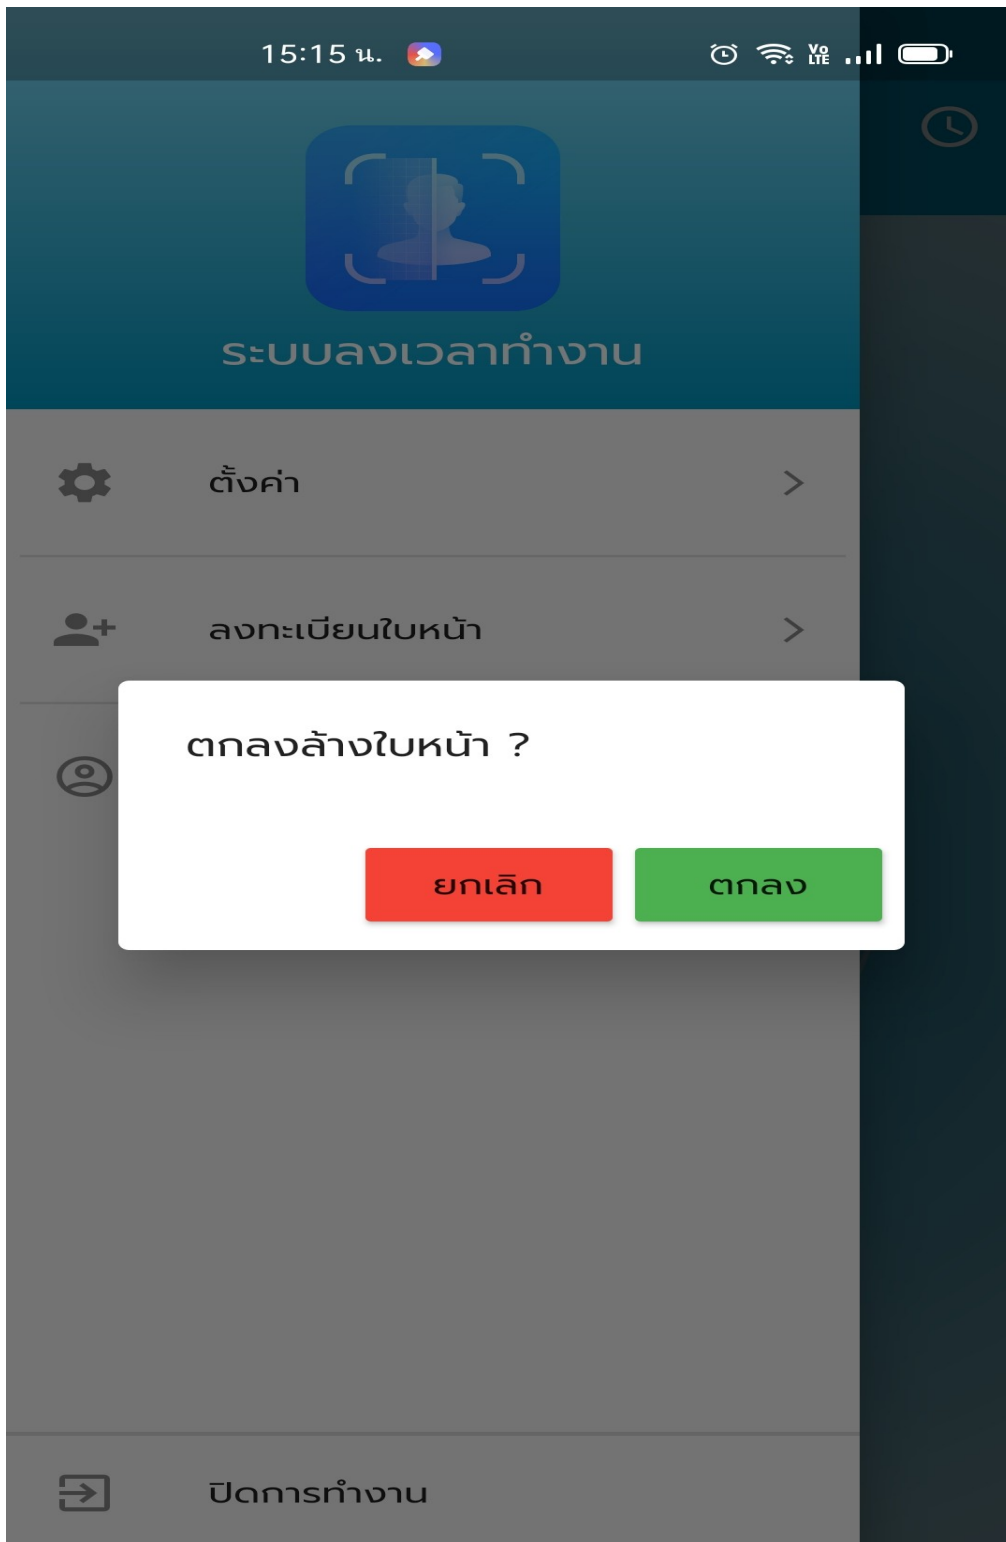 15:15 น.
Vo
LTE
ระบบลงเวลาทำงาน
ตั้งค่า
ลงทะเบียนใบหน้า
ตกลงล้างใบหน้า ?
ยกเลิก
ตกลง
ปิดการทำงาน